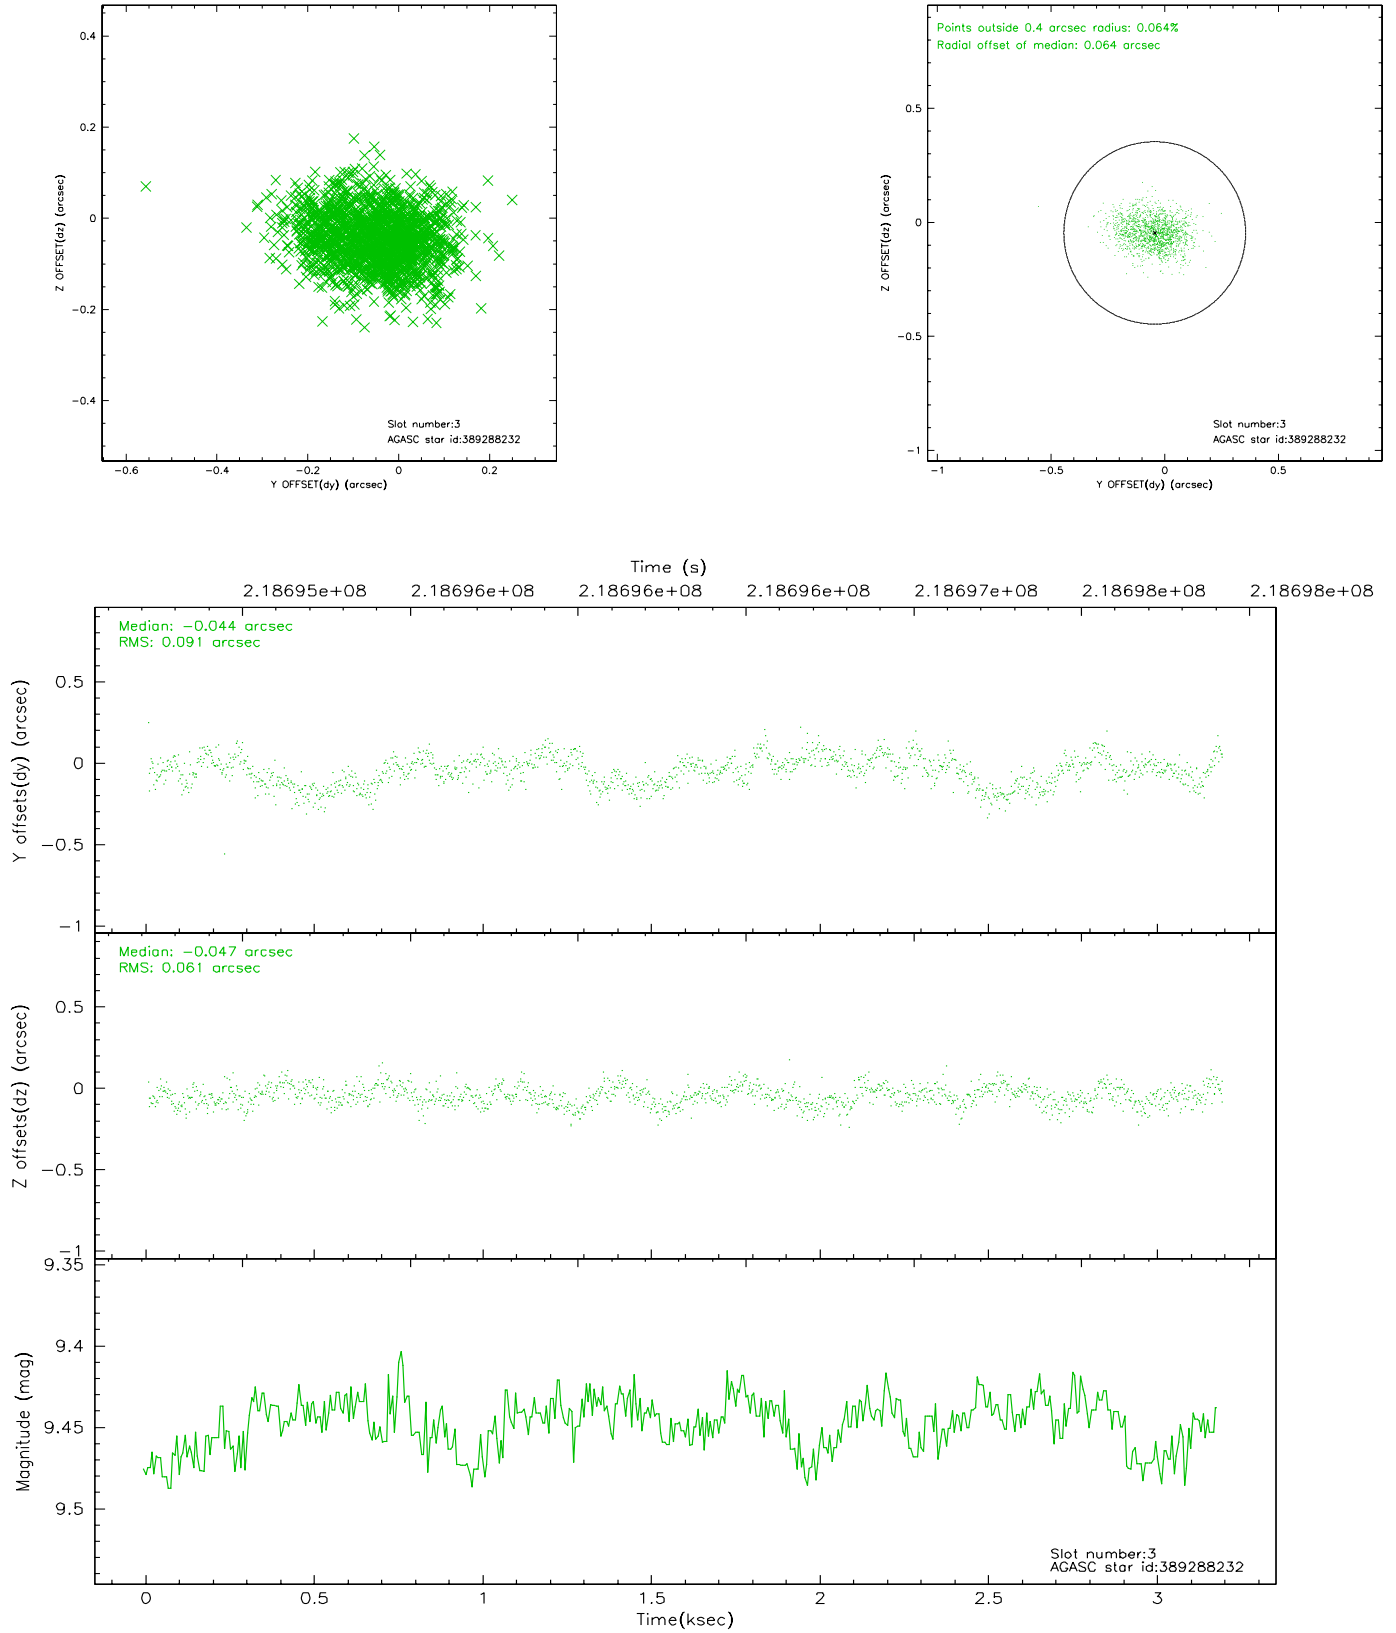 0.4
0.2
0
-0.2
-0.4
Z OFFSET(dz) (arcsec)
Slot number:3
AGASC star id:389288232
-0.6 -0.4 -0.2 0 0.2
Y OFFSET(dy) (arcsec)
Points outside 0.4 arcsec radius: 0.064%
Radial offset of median: 0.064 arcsec
0.5
0
-0.5
-1
Z OFFSET(dz) (arcsec)
Slot number:3
AGASC star id:389288232
-1 -0.5 0 0.5
Y OFFSET(dy) (arcsec)
Time (s)
2.18695e+08 2.18696e+08 2.18696e+08 2.18696e+08 2.18697e+08 2.18698e+08 2.18698e+08
Median: -0.044 arcsec
RMS: 0.091 arcsec
0.5
0
-0.5
-1
Y offsets(dy) (arcsec)
Median: -0.047 arcsec
RMS: 0.061 arcsec
0.5
0
-0.5
-1
Z offsets(dz) (arcsec)
9.35
9.4
9.45
9.5
Magnitude (mag)
Slot number:3
AGASC star id:389288232
0 0.5 1 1.5 2 2.5 3
Time(ksec)